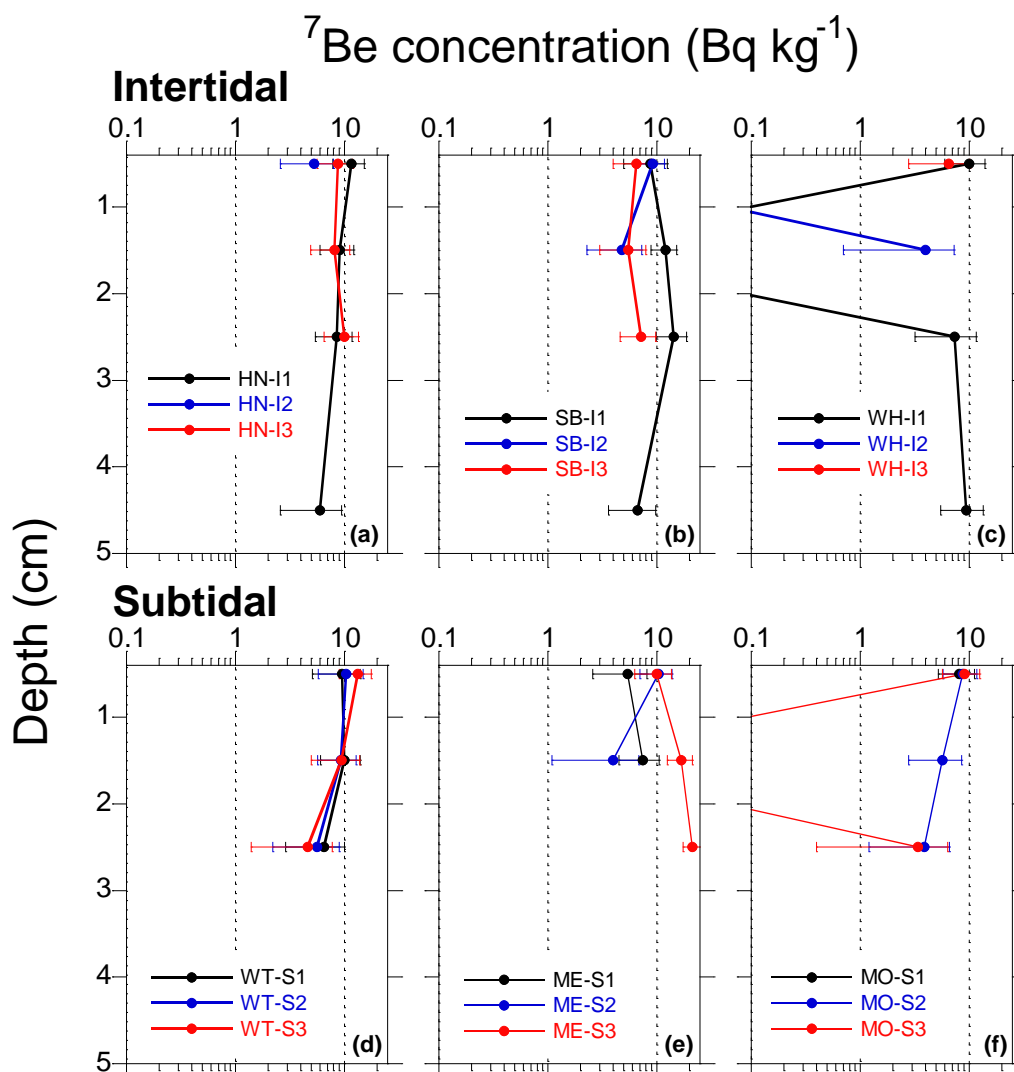 ⁷Be concentration (Bq kg⁻¹)
Intertidal
0.1 1 10 0.1 1 10 0.1 1 10
1
2
3
4
5
HN-I1
HN-I2
HN-I3
(a)
SB-I1
SB-I2
SB-I3
(b)
WH-I1
WH-I2
WH-I3
(c)
Depth (cm)
Subtidal
0.1 1 10 0.1 1 10 0.1 1 10
1
2
3
4
5
WT-S1
WT-S2
WT-S3
(d)
ME-S1
ME-S2
ME-S3
(e)
MO-S1
MO-S2
MO-S3
(f)